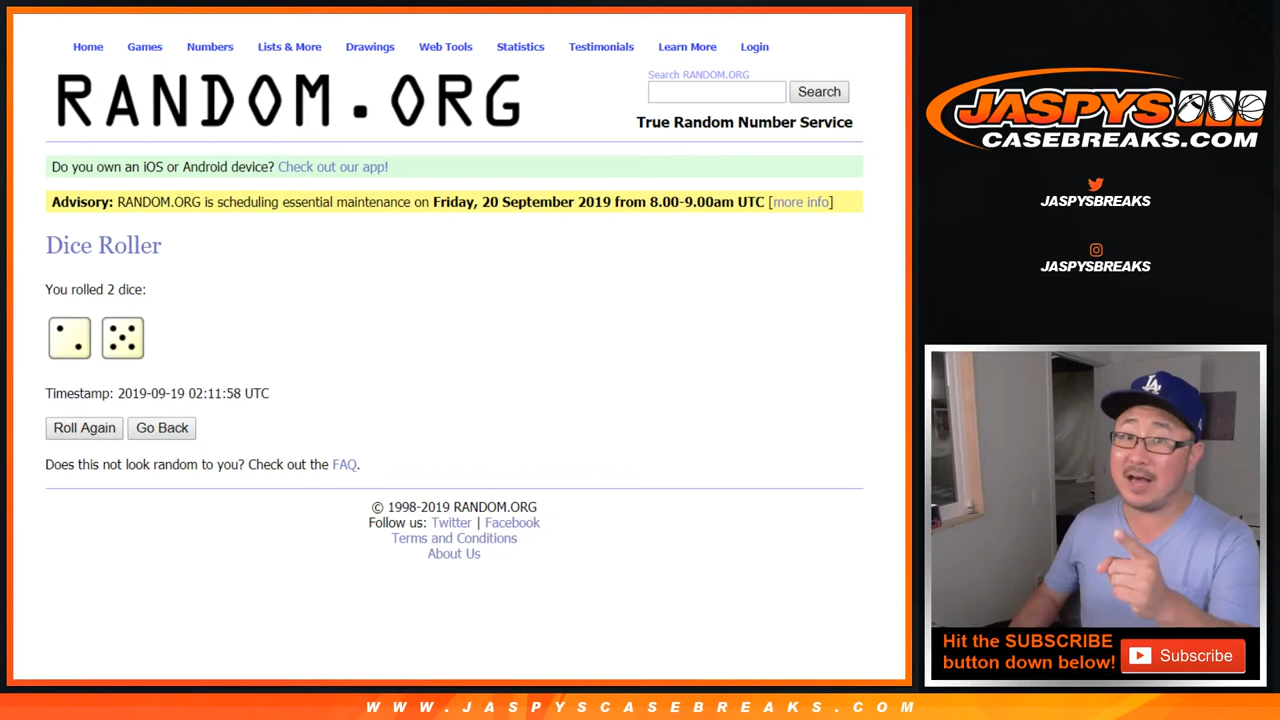 Home Games Numbers Lists & More Drawings Web Tools Statistics Testimonials Learn More Login
RANDOM.ORG
Search RANDOM.ORG
Search
True Random Number Service
Do you own an iOS or Android device? Check out our app!
Advisory: RANDOM.ORG is scheduling essential maintenance on Friday, 20 September 2019 from 8.00-9.00am UTC [more info]
Dice Roller
You rolled 2 dice:
Timestamp: 2019-09-19 02:11:58 UTC
Roll Again Go Back
Does this not look random to you? Check out the FAQ.
© 1998-2019 RANDOM.ORG
Follow us: Twitter | Facebook
Terms and Conditions
About Us
JASPYS
CASEBREAKS.COM
JASPYSBREAKS
JASPYSBREAKS
LA
Hit the SUBSCRIBE
button down below!
Subscribe
WWW.JASPYSCASEBREAKS.COM